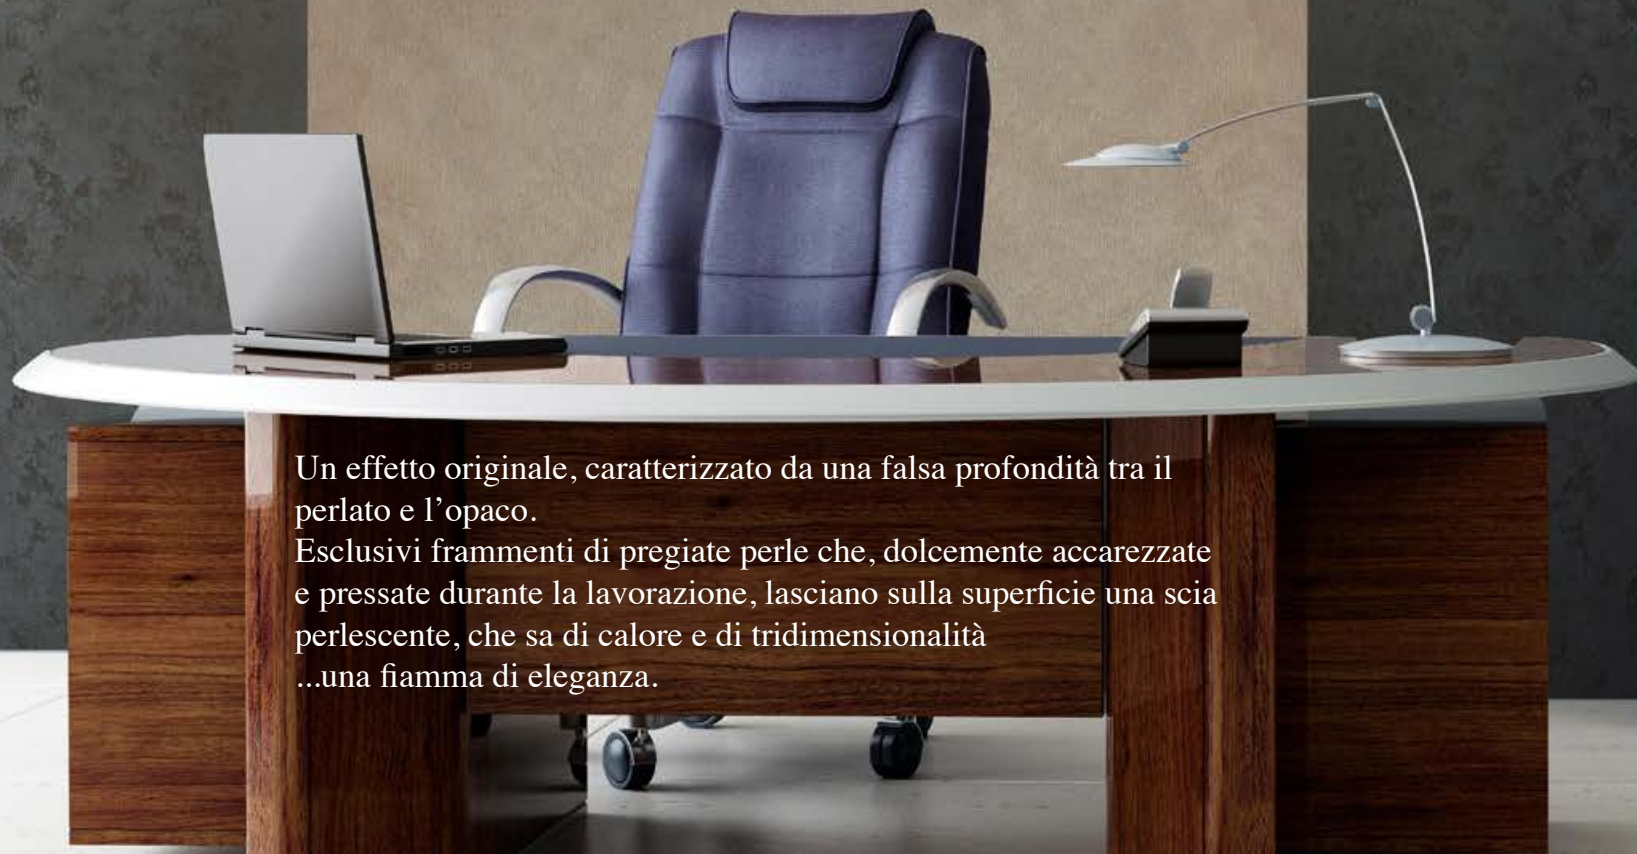 Un effetto originale, caratterizzato da una falsa profondità tra il
perlato e l’opaco.
Esclusivi frammenti di pregiate perle che, dolcemente accarezzate
e pressate durante la lavorazione, lasciano sulla superficie una scia
perlescente, che sa di calore e di tridimensionalità
...una fiamma di eleganza.